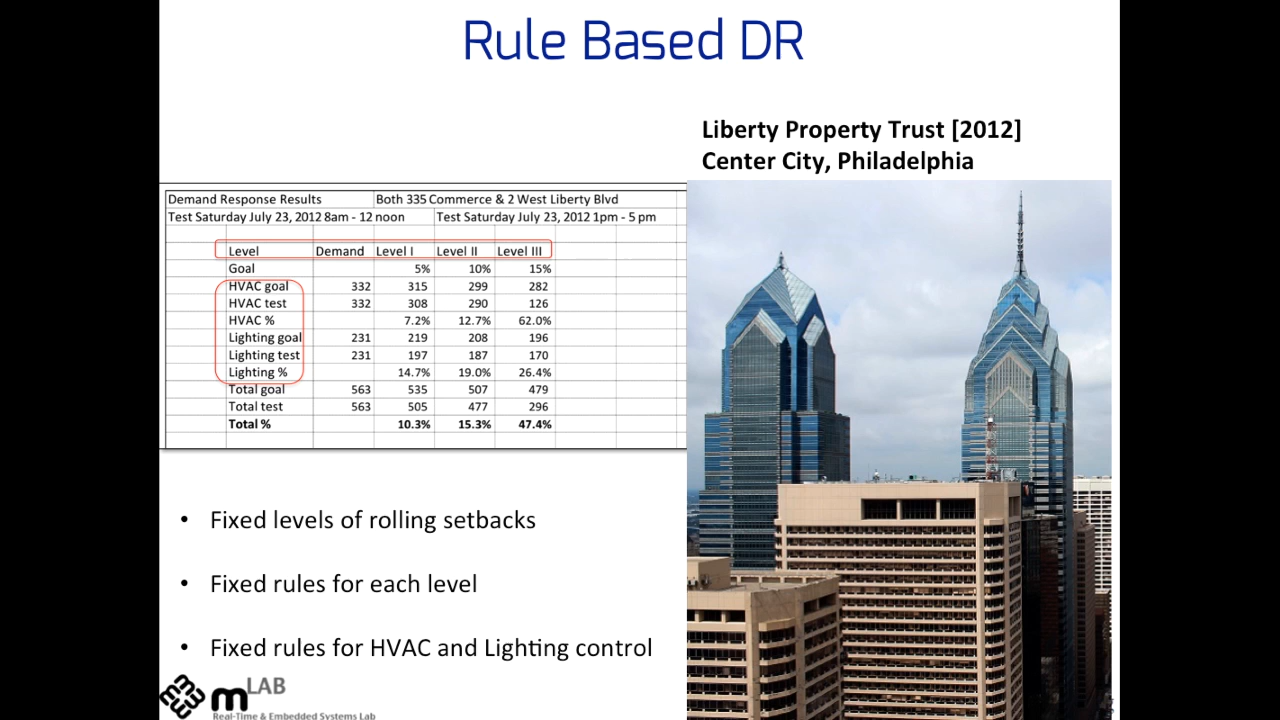 Rule Based DR
Liberty Property Trust [2012]
Center City, Philadelphia
Demand Response Results Both 335 Commerce & 2 West Liberty Blvd
Test Saturday July 23, 2012 8am - 12 noon Test Saturday July 23, 2012 1pm - 5 pm
Level Demand Level I Level II Level III
Goal 5% 10% 15%
HVAC goal 332 315 299 282
HVAC test 332 308 290 126
HVAC % 7.2% 12.7% 62.0%
Lighting goal 231 219 208 196
Lighting test 231 197 187 170
Lighting % 14.7% 19.0% 26.4%
Total goal 563 535 507 479
Total test 563 505 477 296
Total % 10.3% 15.3% 47.4%
• Fixed levels of rolling setbacks
• Fixed rules for each level
• Fixed rules for HVAC and Lighting control
mLAB
Real-Time & Embedded Systems Lab